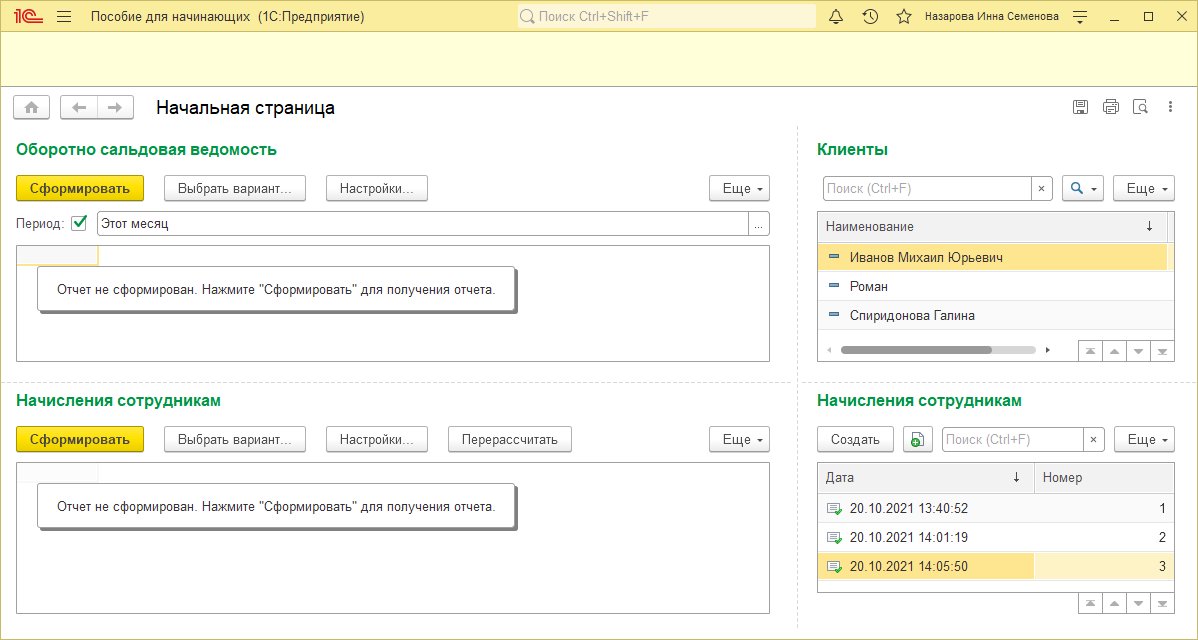 1С Пособие для начинающих (1С:Предприятие) Поиск Ctrl+Shift+F Назарова Инна Семенова
Начальная страница
Оборотно сальдовая ведомость
Сформировать Выбрать вариант... Настройки... Еще
Период: Этот месяц ...
Отчет не сформирован. Нажмите "Сформировать" для получения отчета.
Клиенты
Поиск (Ctrl+F) × Еще
Наименование ↓
Иванов Михаил Юрьевич
Роман
Спиридонова Галина
Начисления сотрудникам
Сформировать Выбрать вариант... Настройки... Перерассчитать Еще
Отчет не сформирован. Нажмите "Сформировать" для получения отчета.
Начисления сотрудникам
Создать Поиск (Ctrl+F) × Еще
Дата ↓ Номер
20.10.2021 13:40:52 1
20.10.2021 14:01:19 2
20.10.2021 14:05:50 3